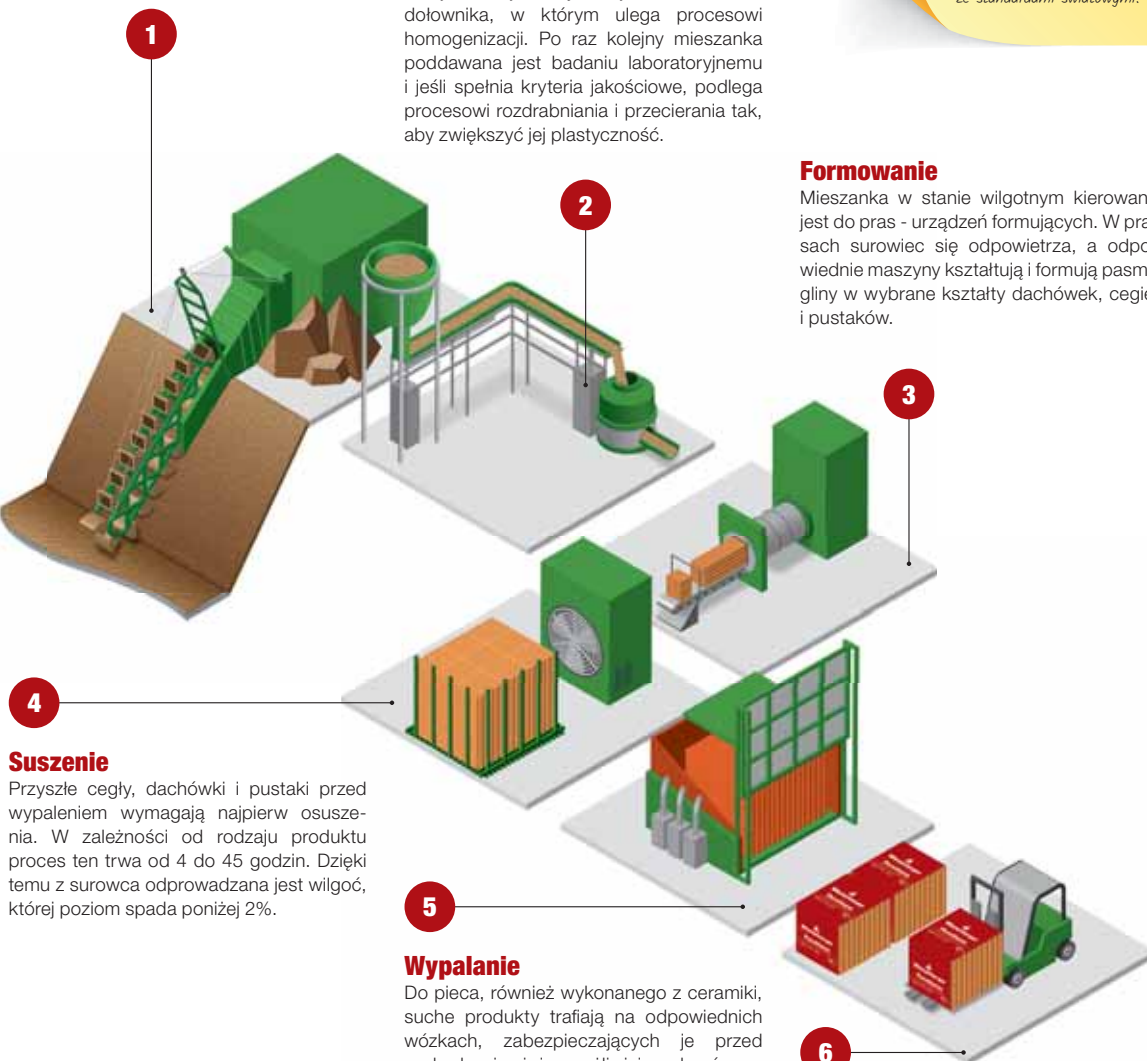 1
dołownika, w którym ulega procesowi
homogenizacji. Po raz kolejny mieszanka
poddawana jest badaniu laboratoryjnemu
i jeśli spełnia kryteria jakościowe, podlega
procesowi rozdrabniania i przecierania tak,
aby zwiększyć jej plastyczność.
ze standardami światowymi.
2
Formowanie
Mieszanka w stanie wilgotnym kierowan
jest do pras - urządzeń formujących. W pra
sach surowiec się odpowietrza, a odpo
wiednie maszyny kształtują i formują pasm
gliny w wybrane kształty dachówek, cegie
i pustaków.
3
4
Suszenie
Przyszłe cegły, dachówki i pustaki przed
wypaleniem wymagają najpierw osusze-
nia. W zależności od rodzaju produktu
proces ten trwa od 4 do 45 godzin. Dzięki
temu z surowca odprowadzana jest wilgoć,
której poziom spada poniżej 2%.
5
Wypalanie
Do pieca, również wykonanego z ceramiki,
suche produkty trafiają na odpowiednich
wózkach, zabezpieczających je przed
6